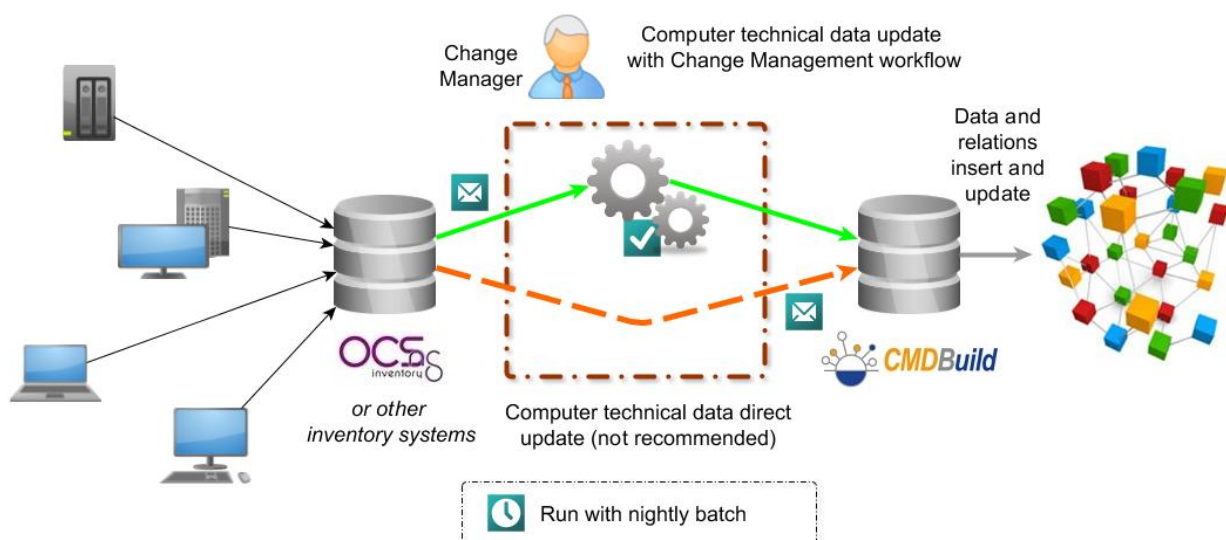 Change
Manager
Computer technical data update
with Change Management workflow
Data and
relations
insert and
update
OCSng
inventory
or other
inventory systems
CMDBuild
Computer technical data direct
update (not recommended)
Run with nightly batch